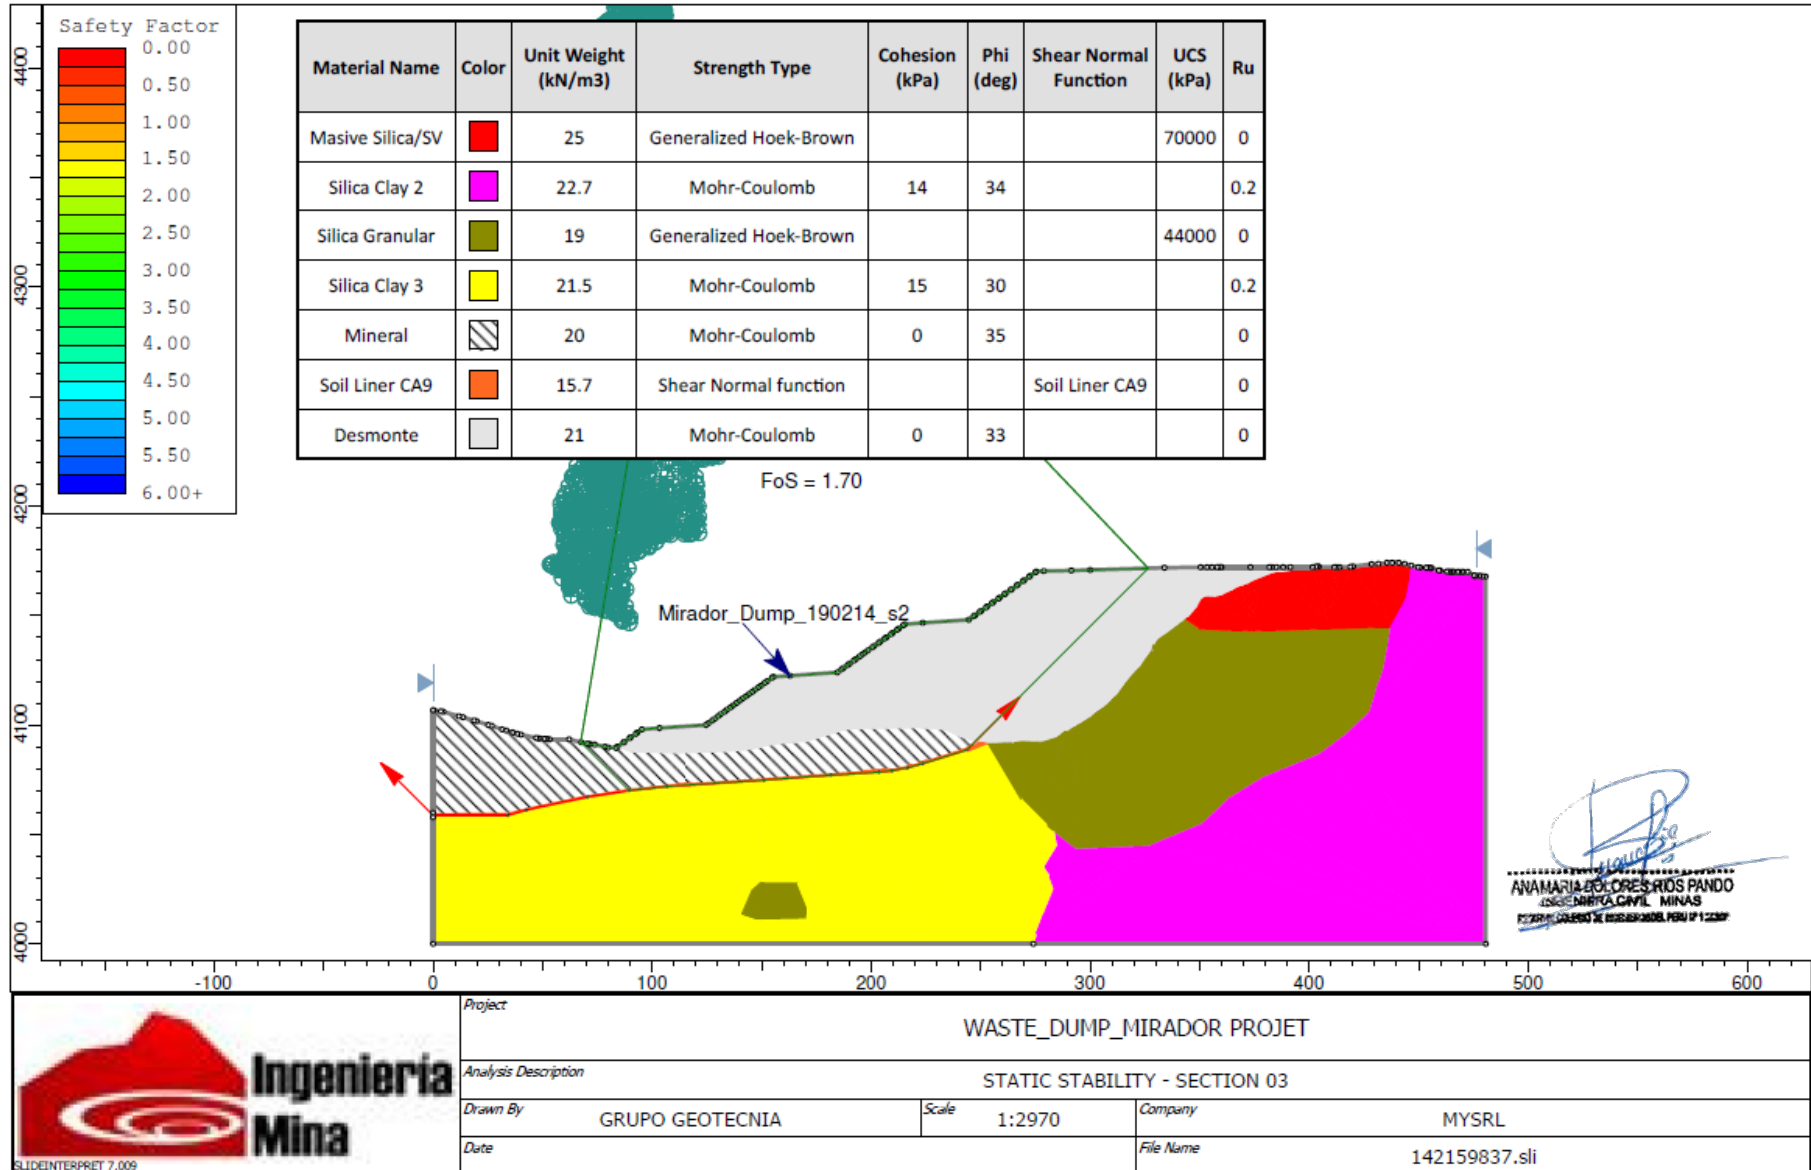 Safety Factor
0.00
0.50
1.00
1.50
2.00
2.50
3.00
3.50
4.00
4.50
5.00
5.50
6.00+
Material Name Color Unit Weight (kN/m3) Strength Type Cohesion (kPa) Phi (deg) Shear Normal Function UCS (kPa) Ru
Masive Silica/SV 25 Generalized Hoek-Brown 70000 0
Silica Clay 2 22.7 Mohr-Coulomb 14 34 0.2
Silica Granular 19 Generalized Hoek-Brown 44000 0
Silica Clay 3 21.5 Mohr-Coulomb 15 30 0.2
Mineral 20 Mohr-Coulomb 0 35 0
Soil Liner CA9 15.7 Shear Normal function Soil Liner CA9 0
Desmonte 21 Mohr-Coulomb 0 33 0
FoS = 1.70
Mirador_Dump_190214_s2
4400
4300
4200
4100
4000
-100 0 100 200 300 400 500 600
ANA MARIA DOLORES RIOS PANDO
INGENIERA CIVIL MINAS
Ingeniería
Mina
SLIDEINTERPRET 7.009
Project
WASTE_DUMP_MIRADOR PROJET
Analysis Description
STATIC STABILITY - SECTION 03
Drawn By GRUPO GEOTECNIA Scale 1:2970 Company MYSRL
Date File Name 142159837.sli